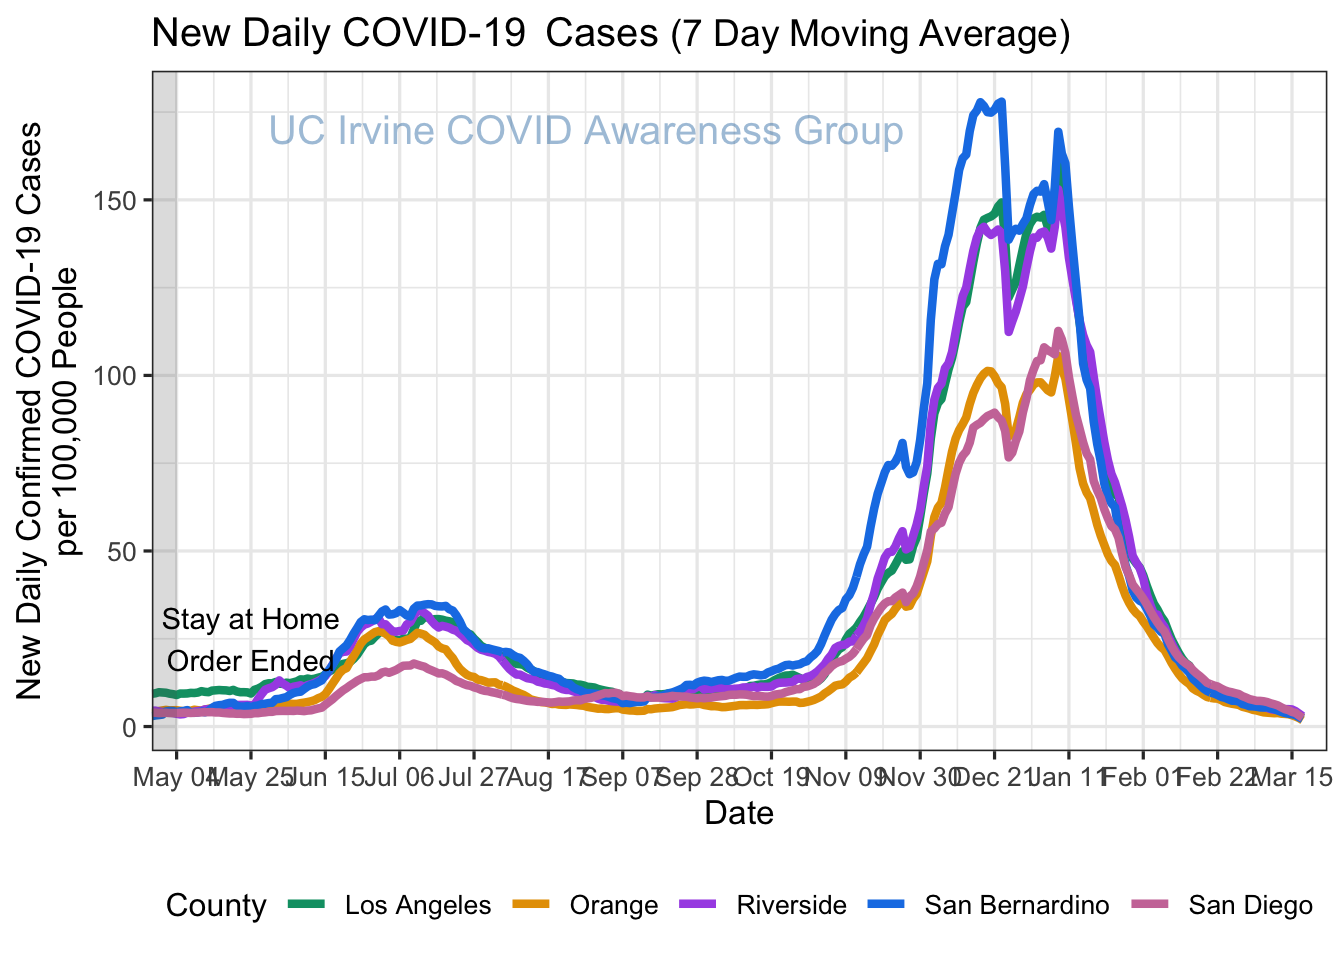 New Daily COVID-19 Cases (7 Day Moving Average)
UC Irvine COVID Awareness Group
New Daily Confirmed COVID-19 Cases
per 100,000 People
150
100
50
0
Stay at Home
Order Ended
May 04 May 25 Jun 15 Jul 06 Jul 27 Aug 17 Sep 07 Sep 28 Oct 19 Nov 09 Nov 30 Dec 21 Jan 11 Feb 01 Feb 22 Mar 15
Date
County Los Angeles Orange Riverside San Bernardino San Diego